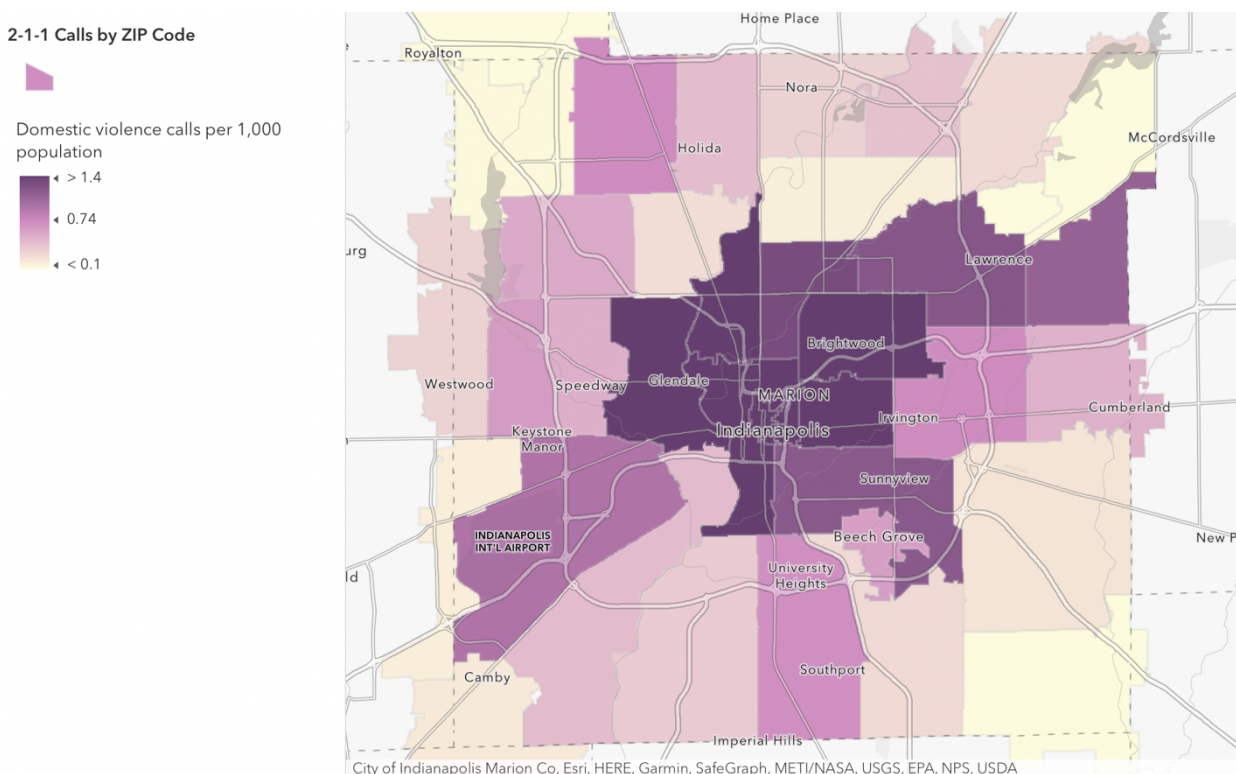 2-1-1 Calls by ZIP Code
Domestic violence calls per 1,000
population
> 1.4
0.74
< 0.1
Home Place
Royalton
Nora
McCordsville
Holida
urg
Lawrence
Brightwood
Westwood
Speedway
Glendale
MARION
Cumberland
Irvington
Indianapolis
Keystone
Manor
Sunnyview
INDIANAPOLIS
INT'L AIRPORT
Beech Grove
New P
ld
University
Heights
Southport
Camby
Imperial Hills
City of Indianapolis Marion Co, Esri, HERE, Garmin, SafeGraph, METI/NASA, USGS, EPA, NPS, USDA